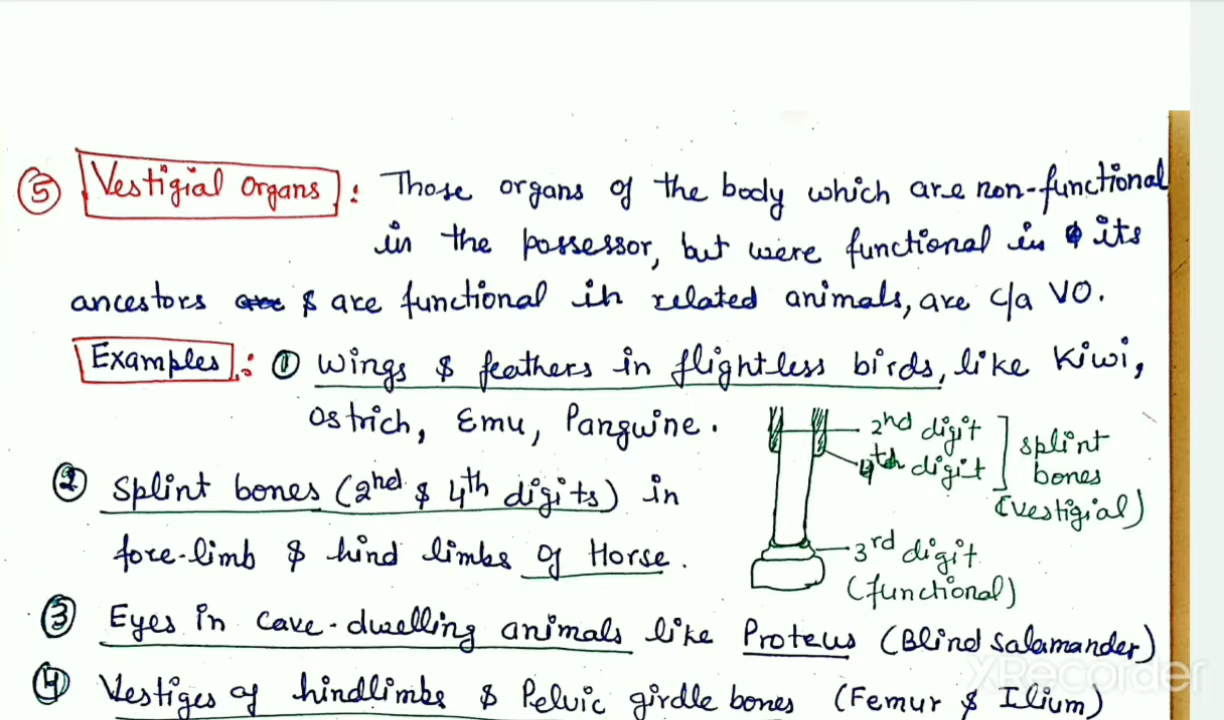 ⑤ Vestigial Organs : Those organs of the body which are non-functional
in the possessor, but were functional in its
ancestors & are functional in related animals, are c/a VO.
Examples : ① Wings & feathers in flightless birds, like Kiwi,
Ostrich, Emu, Panguine.
2nd digit
4th digit
splint
bones
(vestigial)
② Splint bones (2nd & 4th digits) in
fore-limb & hind limbs of Horse.
3rd digit
(functional)
③ Eyes in cave-dwelling animals like Proteus (Blind salamander)
④ Vestiges of hindlimbs & Pelvic girdle bones (Femur & Ilium)
XRecorder